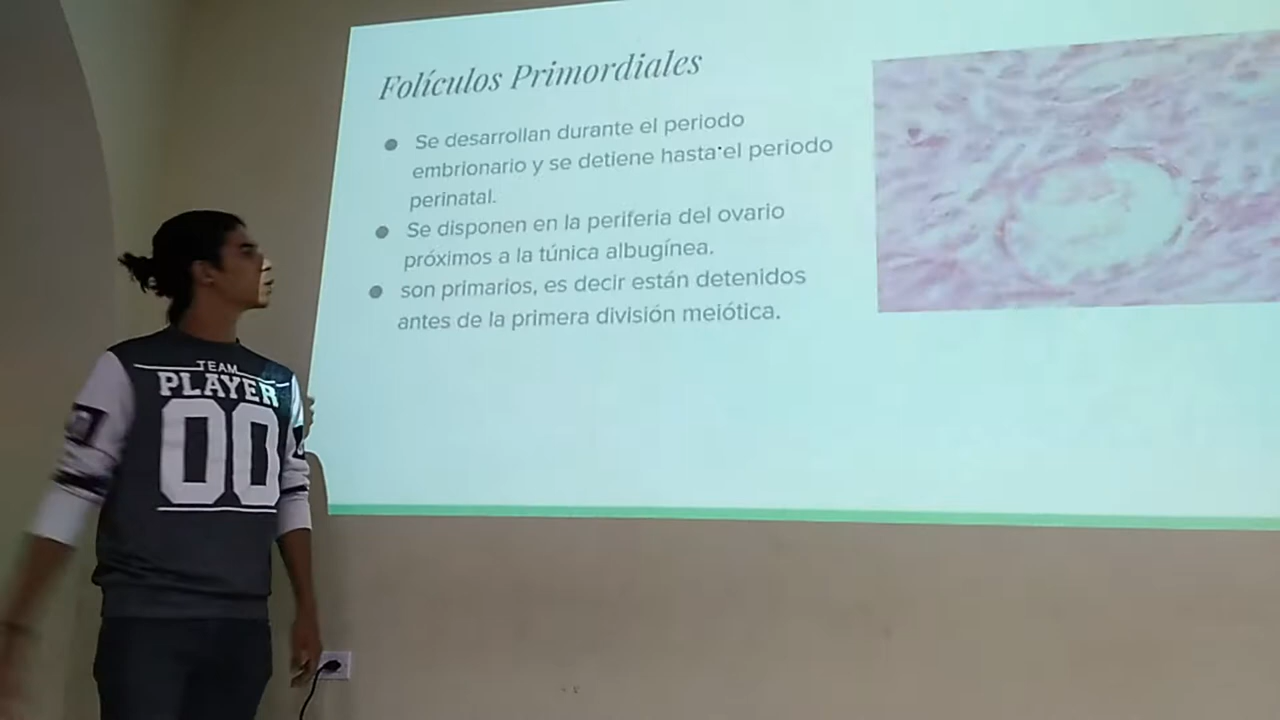 Folículos Primordiales
Se desarrollan durante el periodo
embrionario y se detiene hasta el periodo
perinatal.
Se disponen en la periferia del ovario
próximos a la túnica albugínea.
son primarios, es decir están detenidos
antes de la primera división meiótica.
TEAM
PLAYER
00